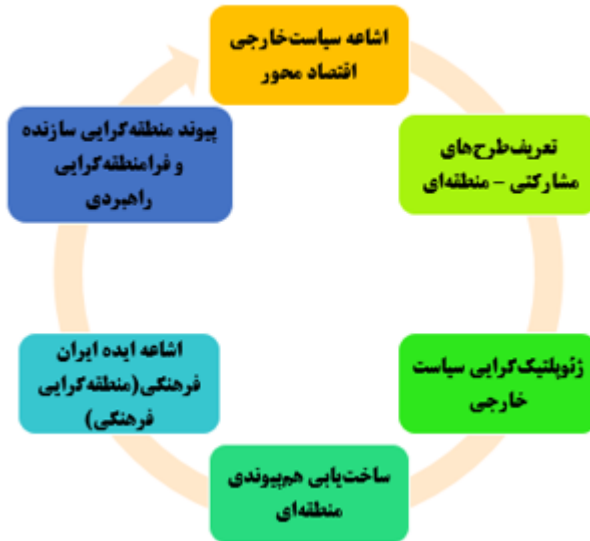 اشاعه سیاست‌خارجی
اقتصاد محور
تعریف‌طرح‌های
مشارکتی – منطقه‌ای
ژئوپلتیک‌گرایی سیاست
خارجی
ساخت‌یابی هم‌پیوندی
منطقه‌ای
اشاعه ایده ایران
فرهنگی(منطقه‌گرایی
فرهنگی)
پیوند منطقه‌گرایی سازنده
و فرامنطقه‌گرایی
راهبردی